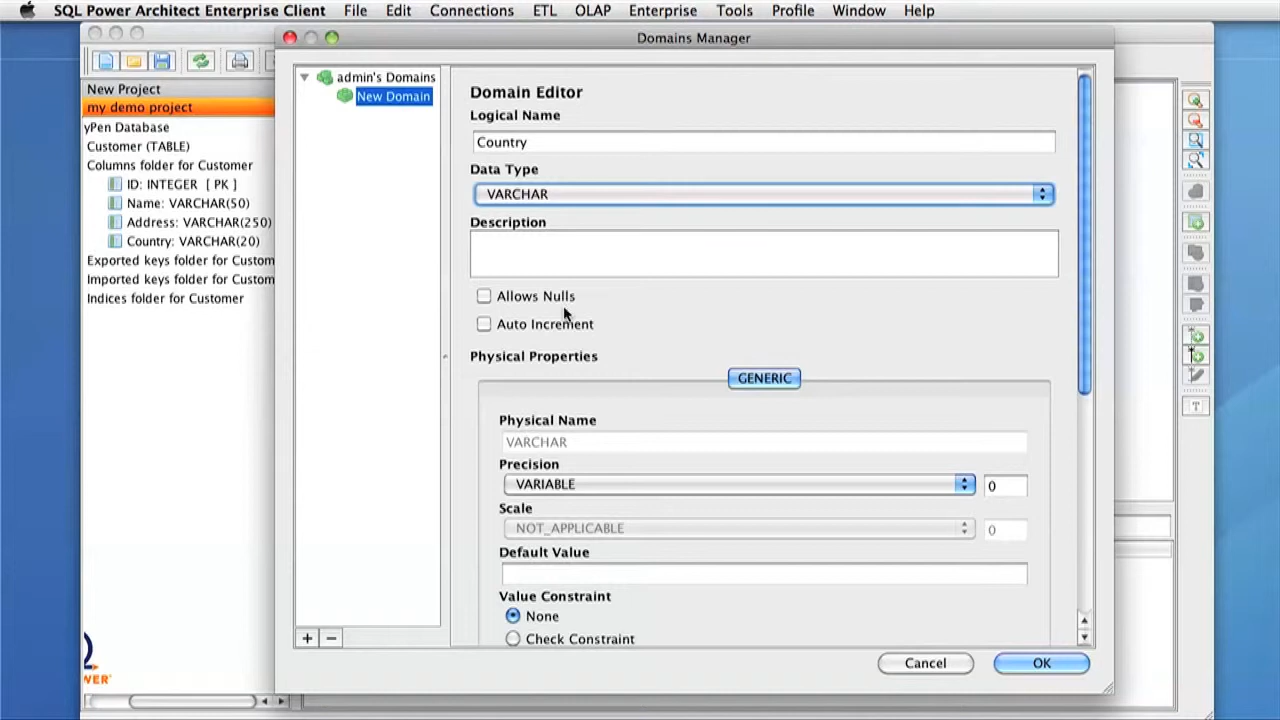 SQL Power Architect Enterprise Client File Edit Connections ETL OLAP Enterprise Tools Profile Window Help
Domains Manager
New Project
my demo project
yPen Database
Customer (TABLE)
Columns folder for Customer
ID: INTEGER [ PK ]
Name: VARCHAR(50)
Address: VARCHAR(250)
Country: VARCHAR(20)
Exported keys folder for Custom
Imported keys folder for Custom
Indices folder for Customer
WER'
admin's Domains
New Domain
Domain Editor
Logical Name
Country
Data Type
VARCHAR
Description
Allows Nulls
Auto Increment
Physical Properties
GENERIC
Physical Name
VARCHAR
Precision
VARIABLE 0
Scale
NOT_APPLICABLE 0
Default Value
Value Constraint
None
Check Constraint
+ −
Cancel OK